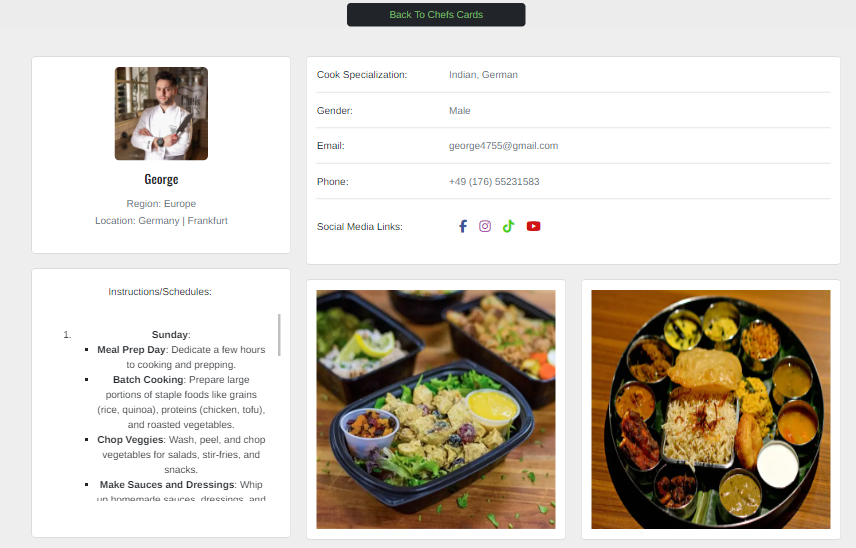 Back To Chefs Cards
George
Region: Europe
Location: Germany | Frankfurt
Cook Specialization: Indian, German
Gender: Male
Email: george4755@gmail.com
Phone: +49 (176) 55231583
Social Media Links:
Instructions/Schedules:
1. Sunday:
▪ Meal Prep Day: Dedicate a few hours
to cooking and prepping.
▪ Batch Cooking: Prepare large
portions of staple foods like grains
(rice, quinoa), proteins (chicken, tofu),
and roasted vegetables.
▪ Chop Veggies: Wash, peel, and chop
vegetables for salads, stir-fries, and
snacks.
▪ Make Sauces and Dressings: Whip
up homemade sauces, dressings, and